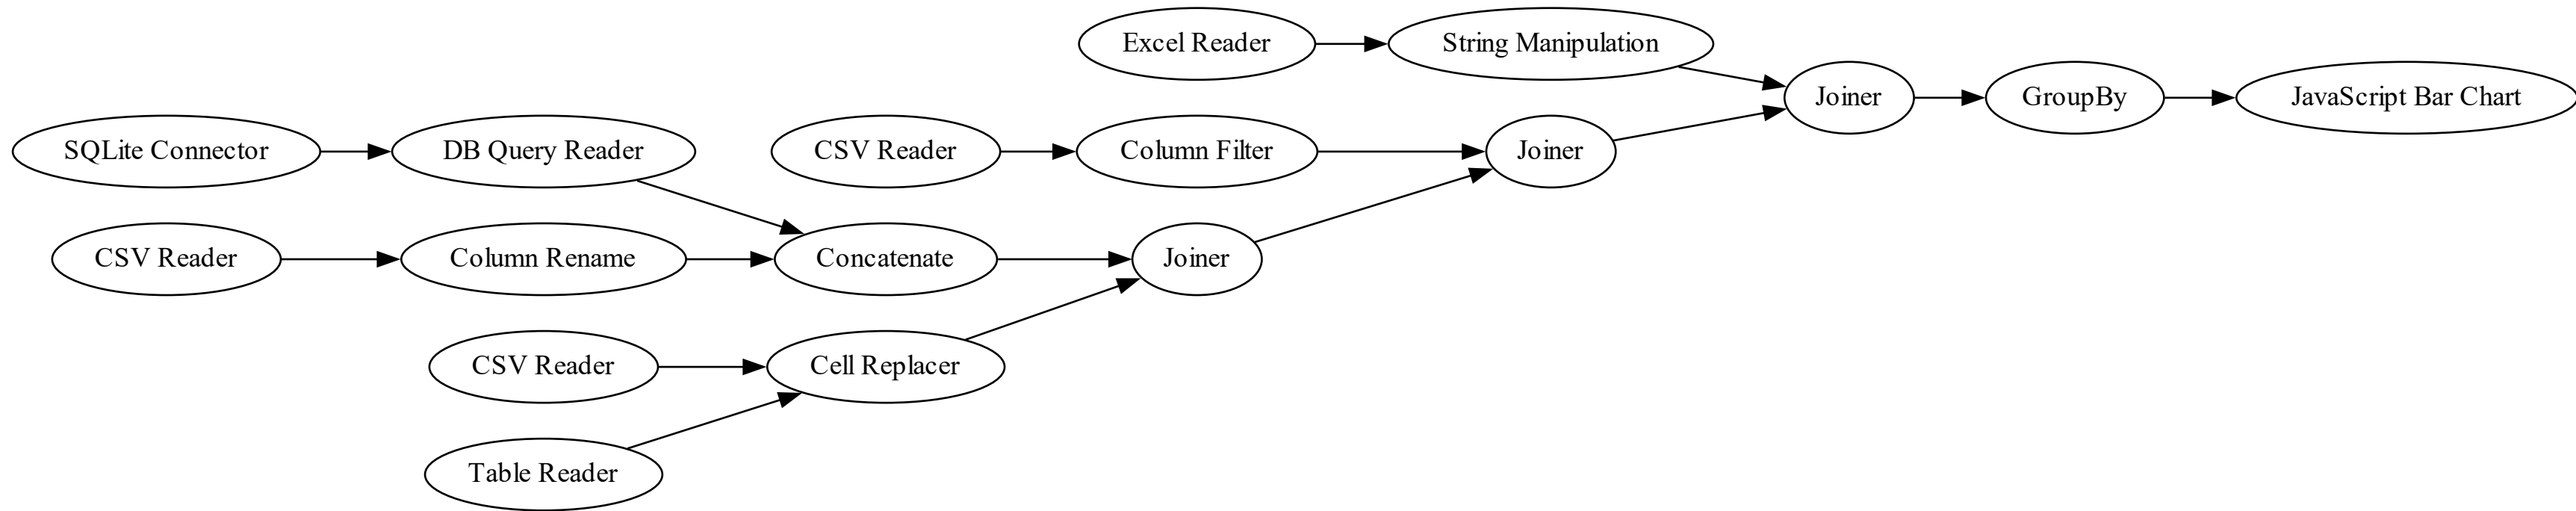 Excel Reader
String Manipulation
Joiner
GroupBy
JavaScript Bar Chart
SQLite Connector
DB Query Reader
CSV Reader
Column Filter
Joiner
CSV Reader
Column Rename
Concatenate
Joiner
CSV Reader
Cell Replacer
Table Reader